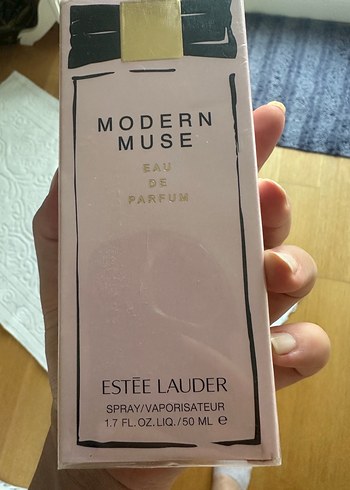 MODERN
MUSE
EAU
DE
PARFUM
ESTĒE LAUDER
SPRAY/VAPORISATEUR
1.7 FL.OZ.LIQ./50 ML ℮